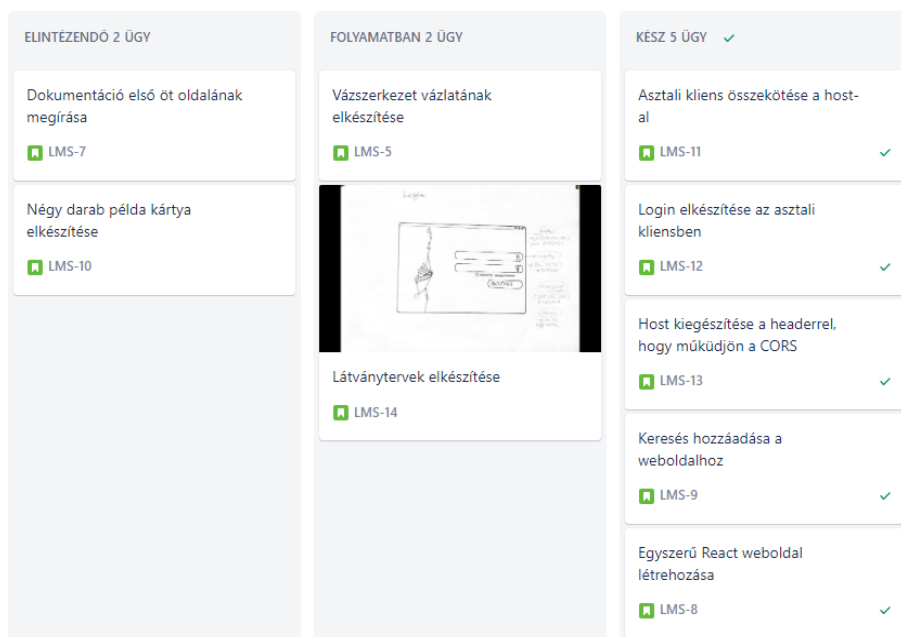 ELINTÉZENDŐ 2 ÜGY
Dokumentáció első öt oldalának
megírása
LMS-7
Négy darab példa kártya
elkészítése
LMS-10
FOLYAMATBAN 2 ÜGY
Vázszerkezet vázlatának
elkészítése
LMS-5
Login
Látványtervek elkészítése
LMS-14
KÉSZ 5 ÜGY
Asztali kliens összekötése a host-
al
LMS-11
Login elkészítése az asztali
kliensben
LMS-12
Host kiegészítése a headerrel,
hogy műküdjön a CORS
LMS-13
Keresés hozzáadása a
weboldalhoz
LMS-9
Egyszerű React weboldal
létrehozása
LMS-8